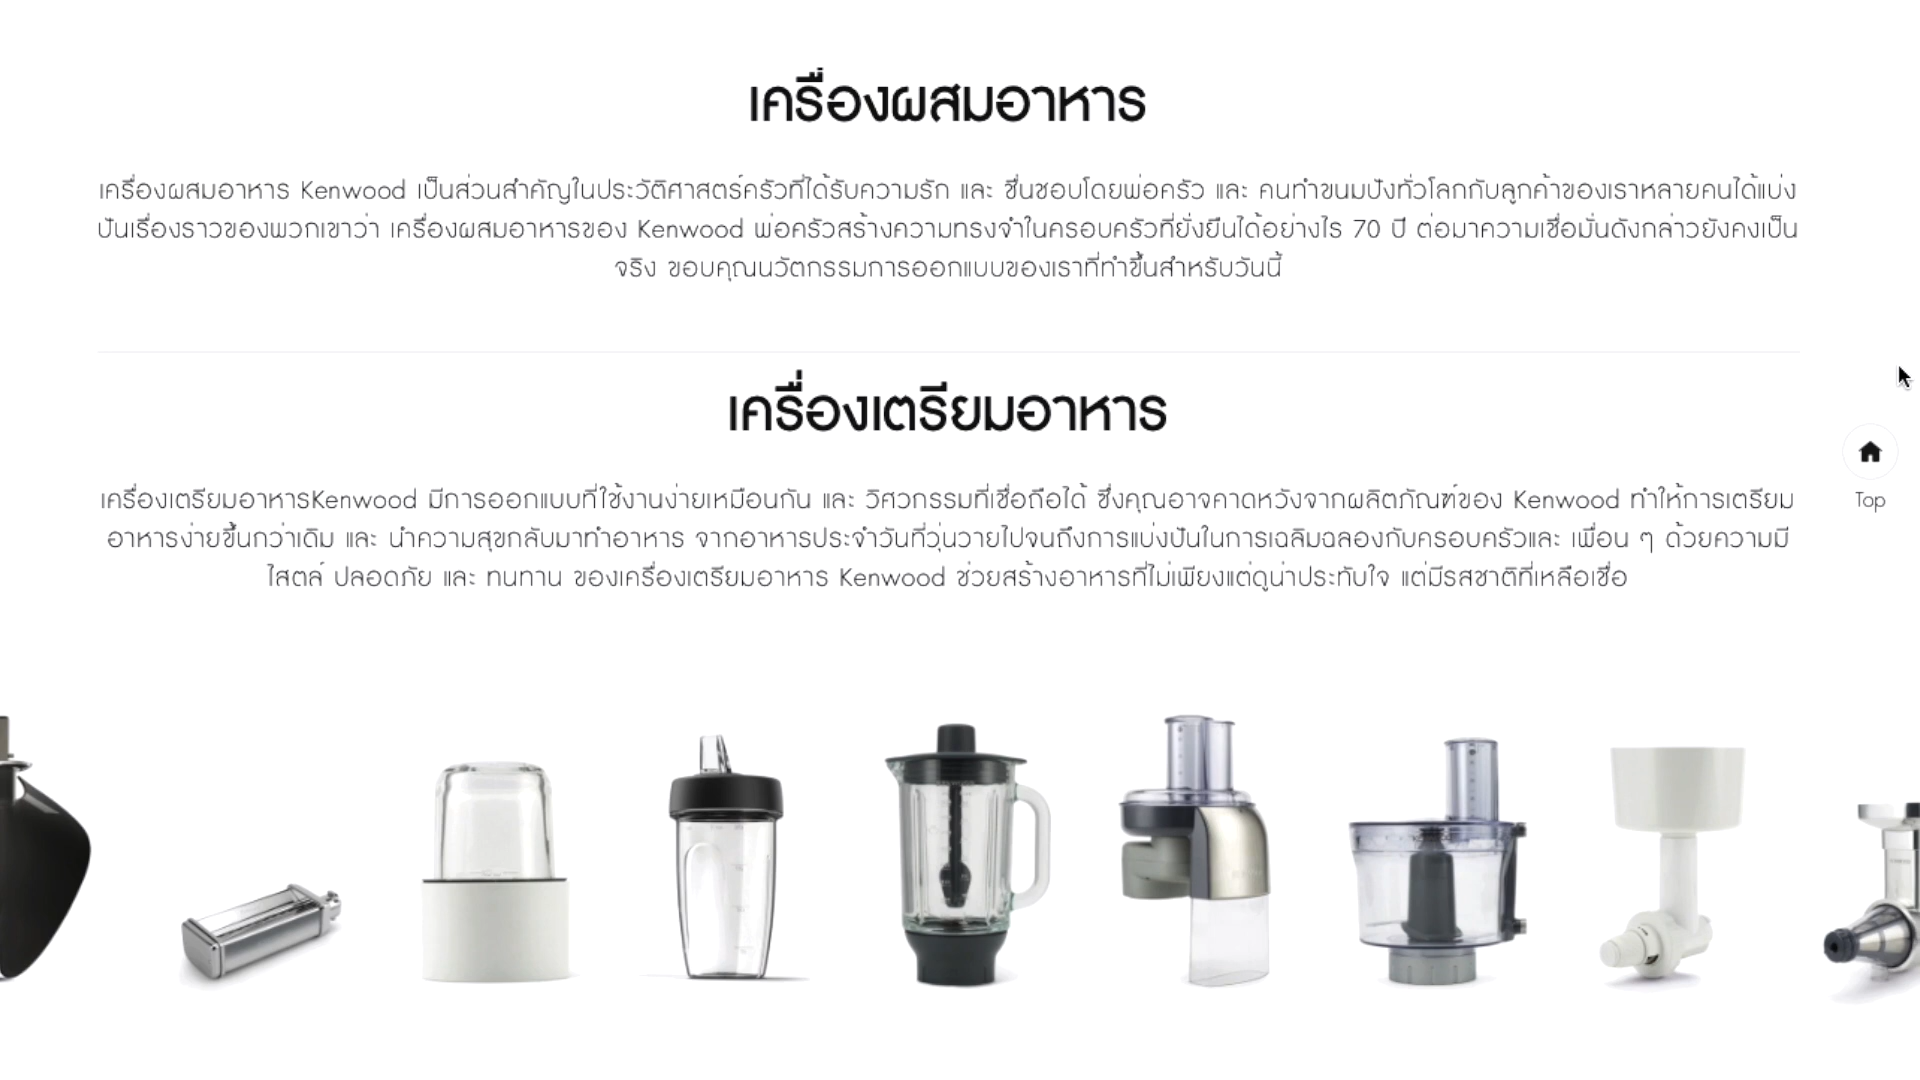 เครื่องผสมอาหาร
เครื่องผสมอาหาร Kenwood เป็นส่วนสำคัญในประวัติศาสตร์ครัวที่ได้รับความรัก และ ชื่นชอบโดยพ่อครัว และ คนทำขนมปังทั่วโลกกับลูกค้าของเราหลายคนได้แบ่ง
ปันเรื่องราวของพวกเขาว่า เครื่องผสมอาหารของ Kenwood พ่อครัวสร้างความทรงจำในครอบครัวที่ยั่งยืนได้อย่างไร 70 ปี ต่อมาความเชื่อมั่นดังกล่าวยังคงเป็น
จริง ขอบคุณนวัตกรรมการออกแบบของเราที่ทำขึ้นสำหรับวันนี้
เครื่องเตรียมอาหาร
เครื่องเตรียมอาหารKenwood มีการออกแบบที่ใช้งานง่ายเหมือนกัน และ วิศวกรรมที่เชื่อถือได้ ซึ่งคุณอาจคาดหวังจากผลิตภัณฑ์ของ Kenwood ทำให้การเตรียม
อาหารง่ายขึ้นกว่าเดิม และ นำความสุขกลับมาทำอาหาร จากอาหารประจำวันที่วุ่นวายไปจนถึงการแบ่งปันในการเฉลิมฉลองกับครอบครัวและ เพื่อน ๆ ด้วยความมี
ไสตล์ ปลอดภัย และ ทนทาน ของเครื่องเตรียมอาหาร Kenwood ช่วยสร้างอาหารที่ไม่เพียงแต่ดูน่าประทับใจ แต่มีรสชาติที่เหลือเชื่อ
Top